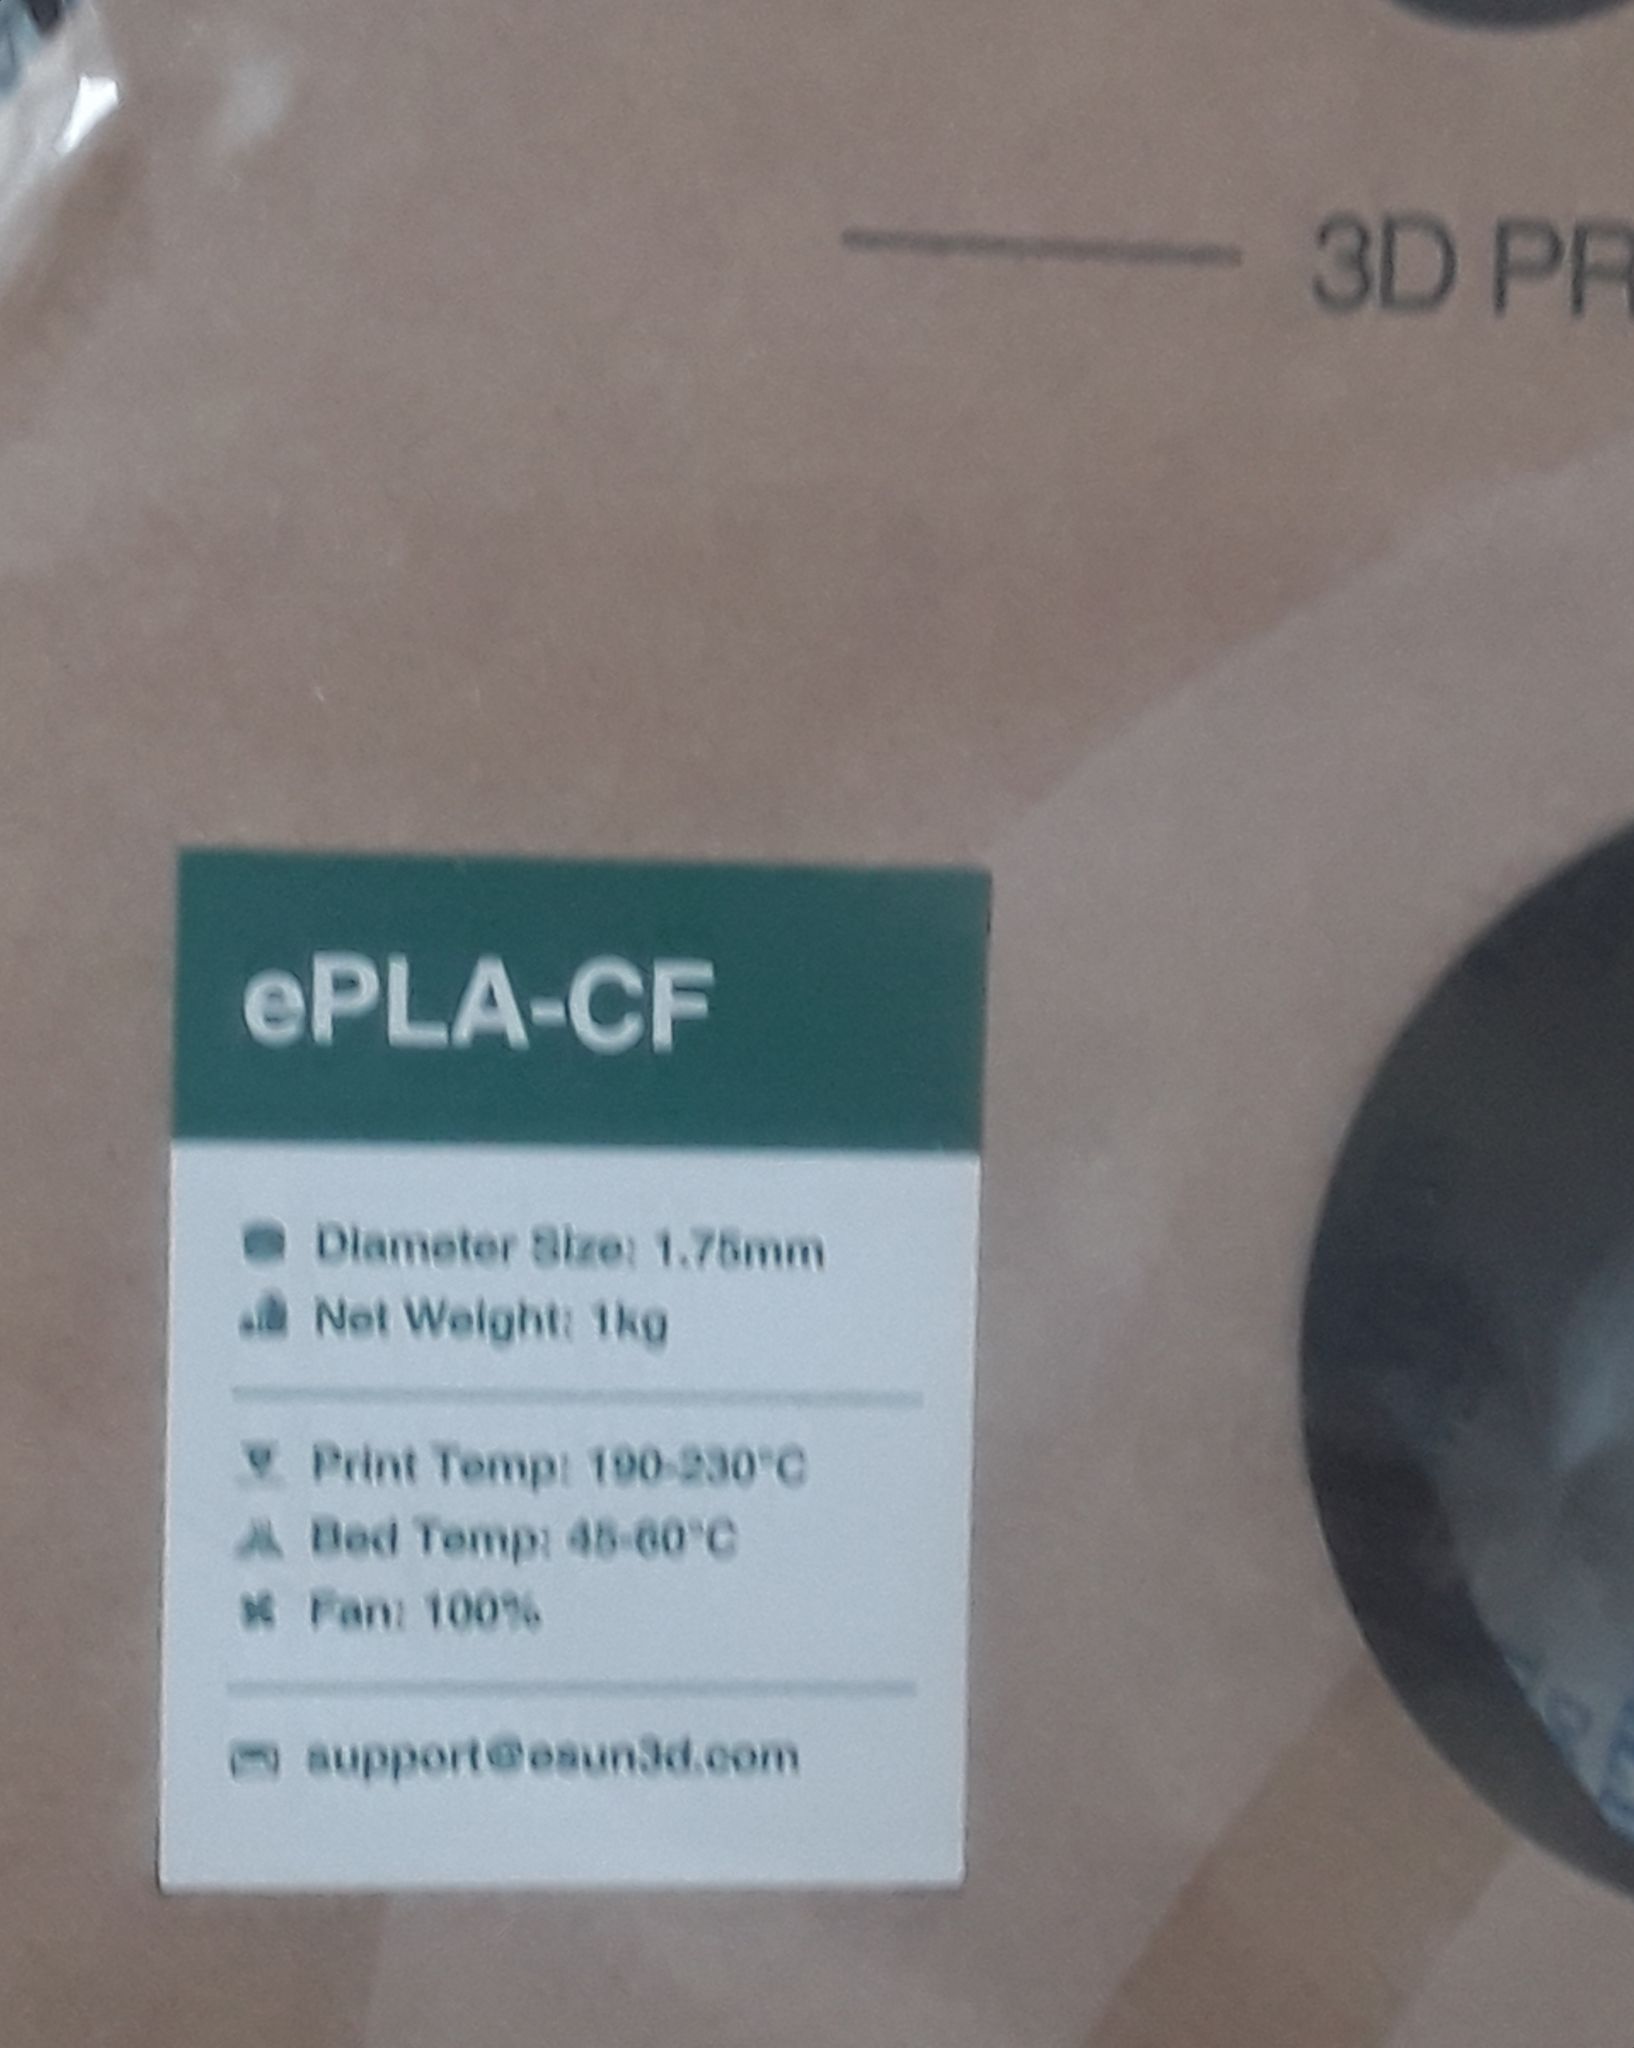 3D PR
ePLA-CF
Diameter Size: 1.75mm
Net Weight: 1kg
Print Temp: 190-230°C
Bed Temp: 45-60°C
Fan: 100%
support@esun3d.com